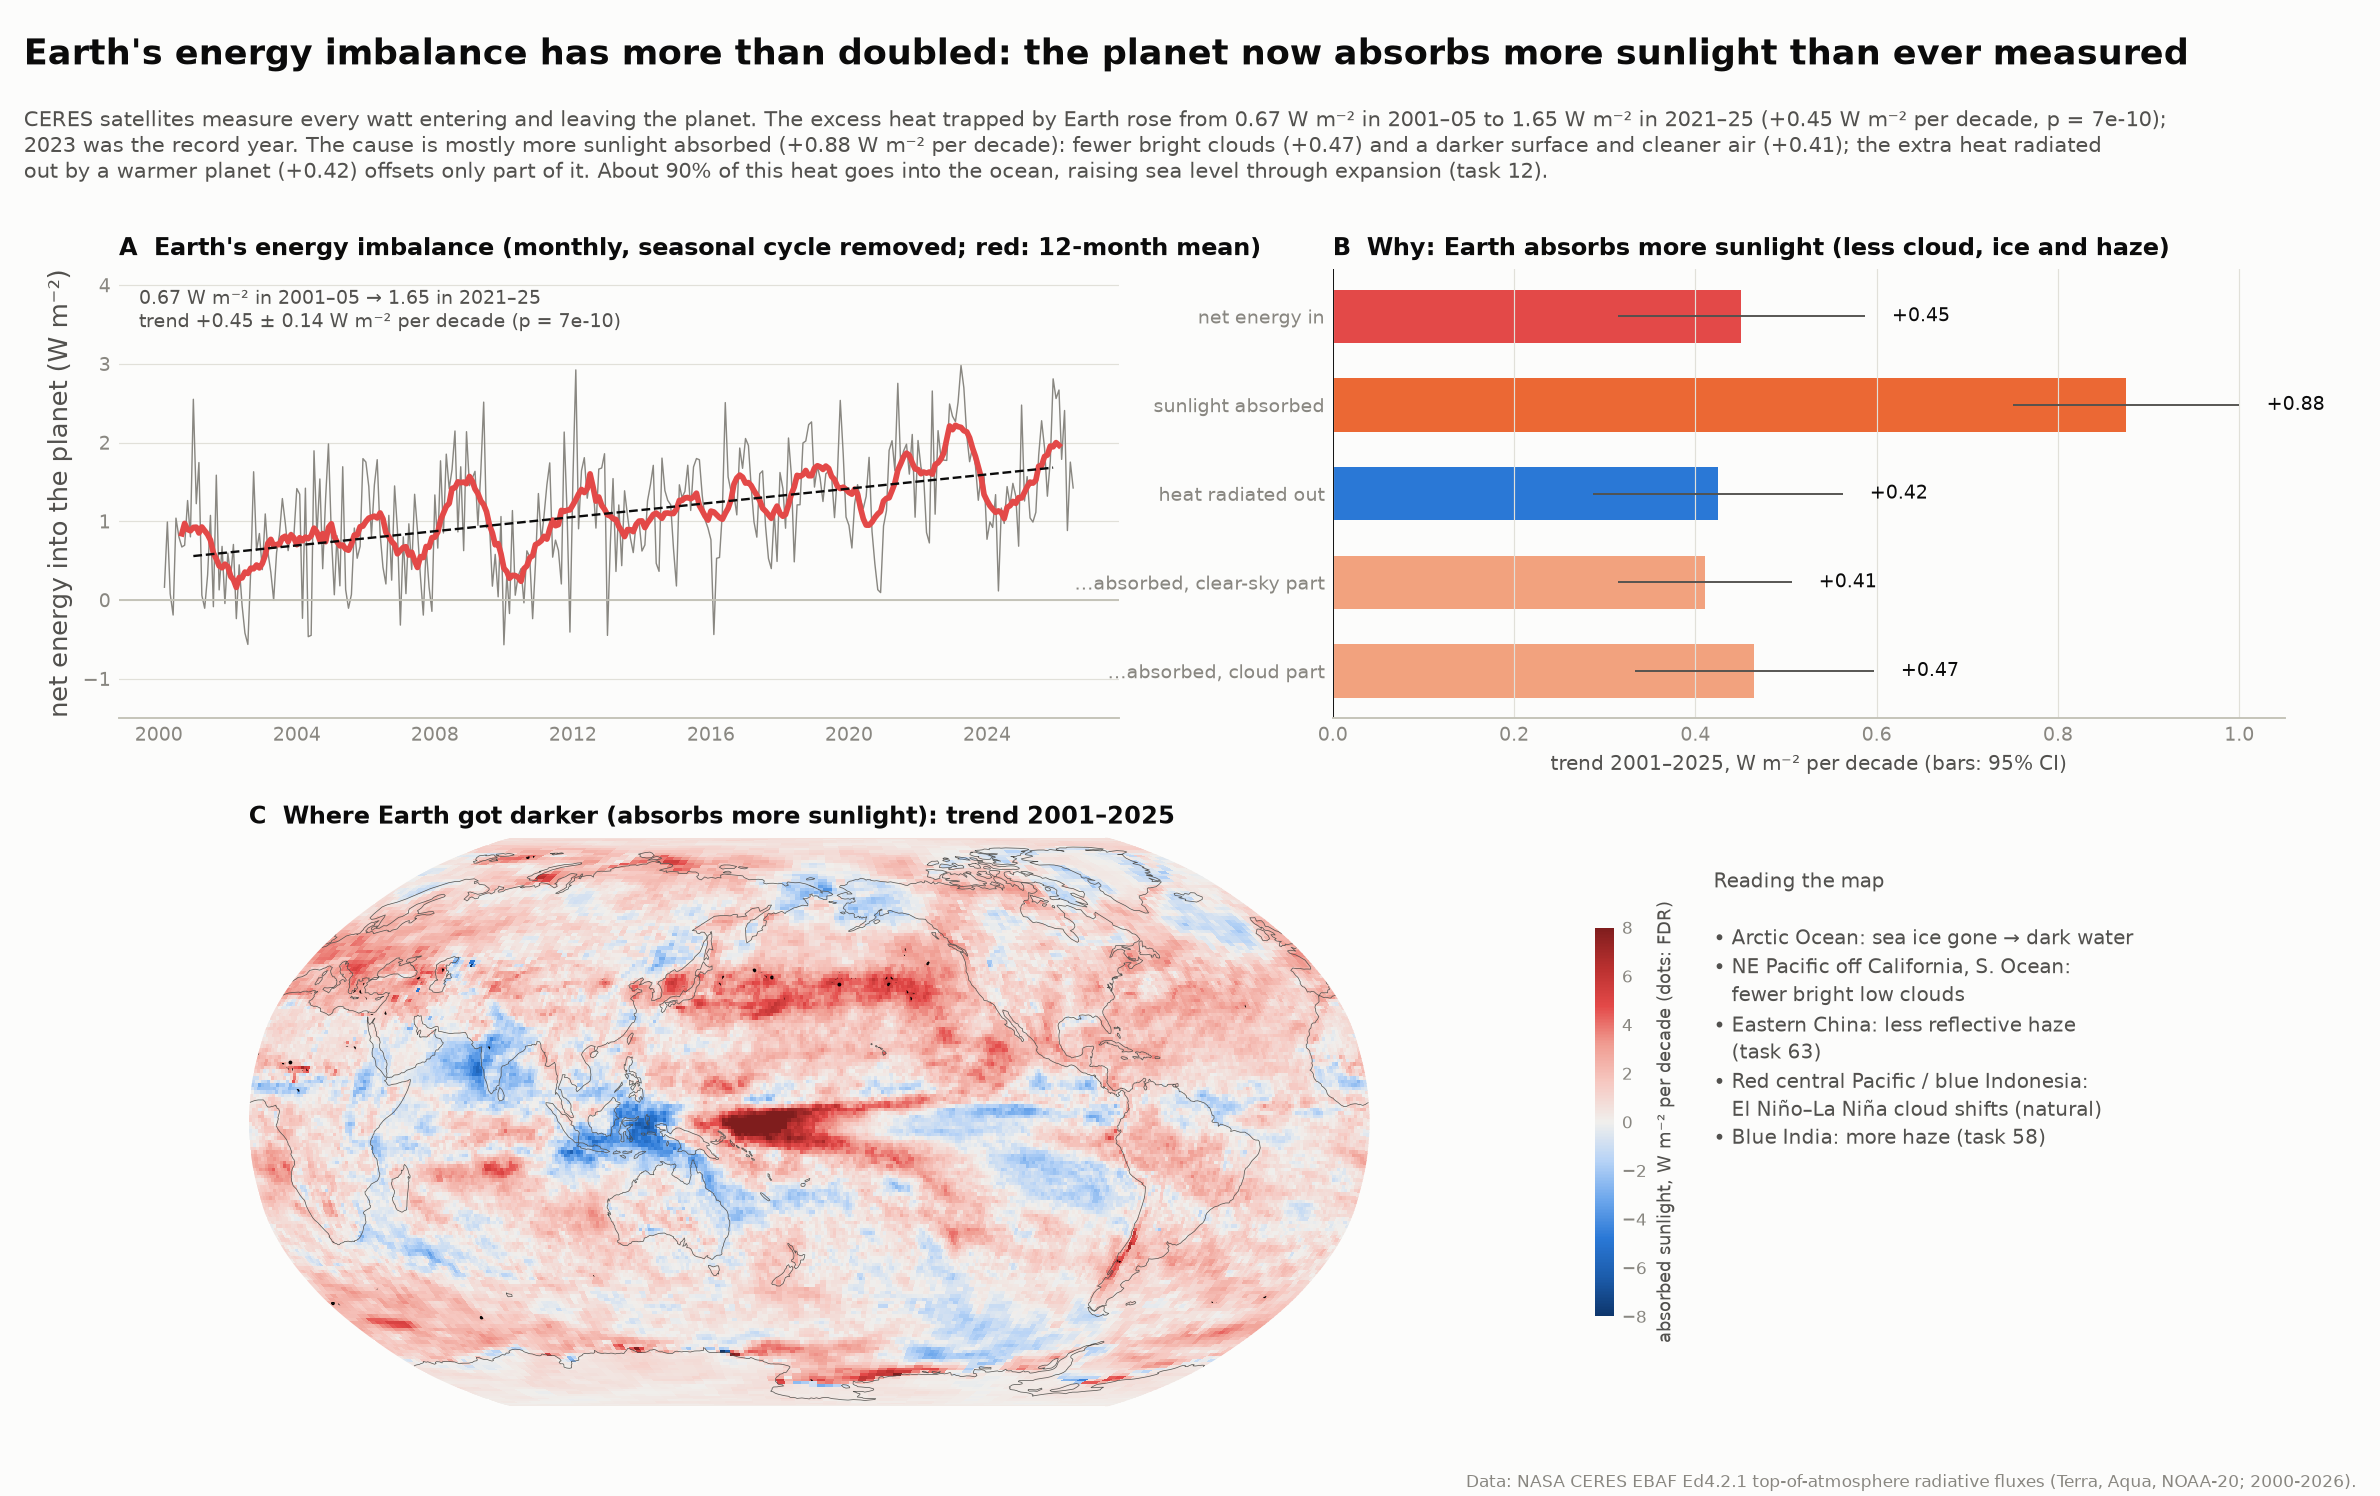 Earth's energy imbalance has more than doubled: the planet now absorbs more sunlight than ever measured
CERES satellites measure every watt entering and leaving the planet. The excess heat trapped by Earth rose from 0.67 W m⁻² in 2001–05 to 1.65 W m⁻² in 2021–25 (+0.45 W m⁻² per decade, p = 7e-10);
2023 was the record year. The cause is mostly more sunlight absorbed (+0.88 W m⁻² per decade): fewer bright clouds (+0.47) and a darker surface and cleaner air (+0.41); the extra heat radiated
out by a warmer planet (+0.42) offsets only part of it. About 90% of this heat goes into the ocean, raising sea level through expansion (task 12).
A  Earth's energy imbalance (monthly, seasonal cycle removed; red: 12-month mean)
net energy into the planet (W m⁻²)
4
3
2
1
0
−1
0.67 W m⁻² in 2001–05 → 1.65 in 2021–25
trend +0.45 ± 0.14 W m⁻² per decade (p = 7e-10)
2000 2004 2008 2012 2016 2020 2024
B  Why: Earth absorbs more sunlight (less cloud, ice and haze)
net energy in +0.45
sunlight absorbed +0.88
heat radiated out +0.42
...absorbed, clear-sky part +0.41
...absorbed, cloud part +0.47
0.0 0.2 0.4 0.6 0.8 1.0
trend 2001–2025, W m⁻² per decade (bars: 95% CI)
C  Where Earth got darker (absorbs more sunlight): trend 2001–2025
8
6
4
2
0
−2
−4
−6
−8
absorbed sunlight, W m⁻² per decade (dots: FDR)
Reading the map
• Arctic Ocean: sea ice gone → dark water
• NE Pacific off California, S. Ocean:
fewer bright low clouds
• Eastern China: less reflective haze
(task 63)
• Red central Pacific / blue Indonesia:
El Niño–La Niña cloud shifts (natural)
• Blue India: more haze (task 58)
Data: NASA CERES EBAF Ed4.2.1 top-of-atmosphere radiative fluxes (Terra, Aqua, NOAA-20; 2000-2026).